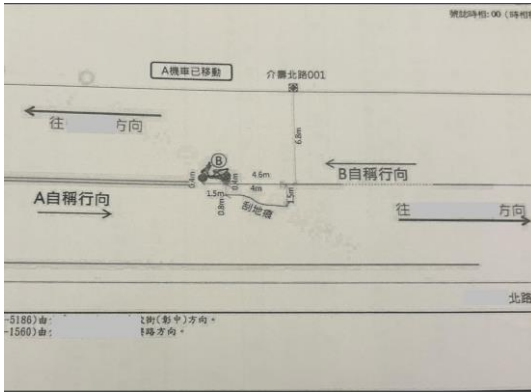 號誌時相:00 (時相
A機車已移動
介壽北路001
往 方向
6.8m
B
0.4m
0.4m
4.6m
4m
1.5m
0.8m
1.5m
刮地痕
B自稱行向
A自稱行向
往 方向
北路
-5186)由: 街(彰中)方向。
-1560)由: 路方向。